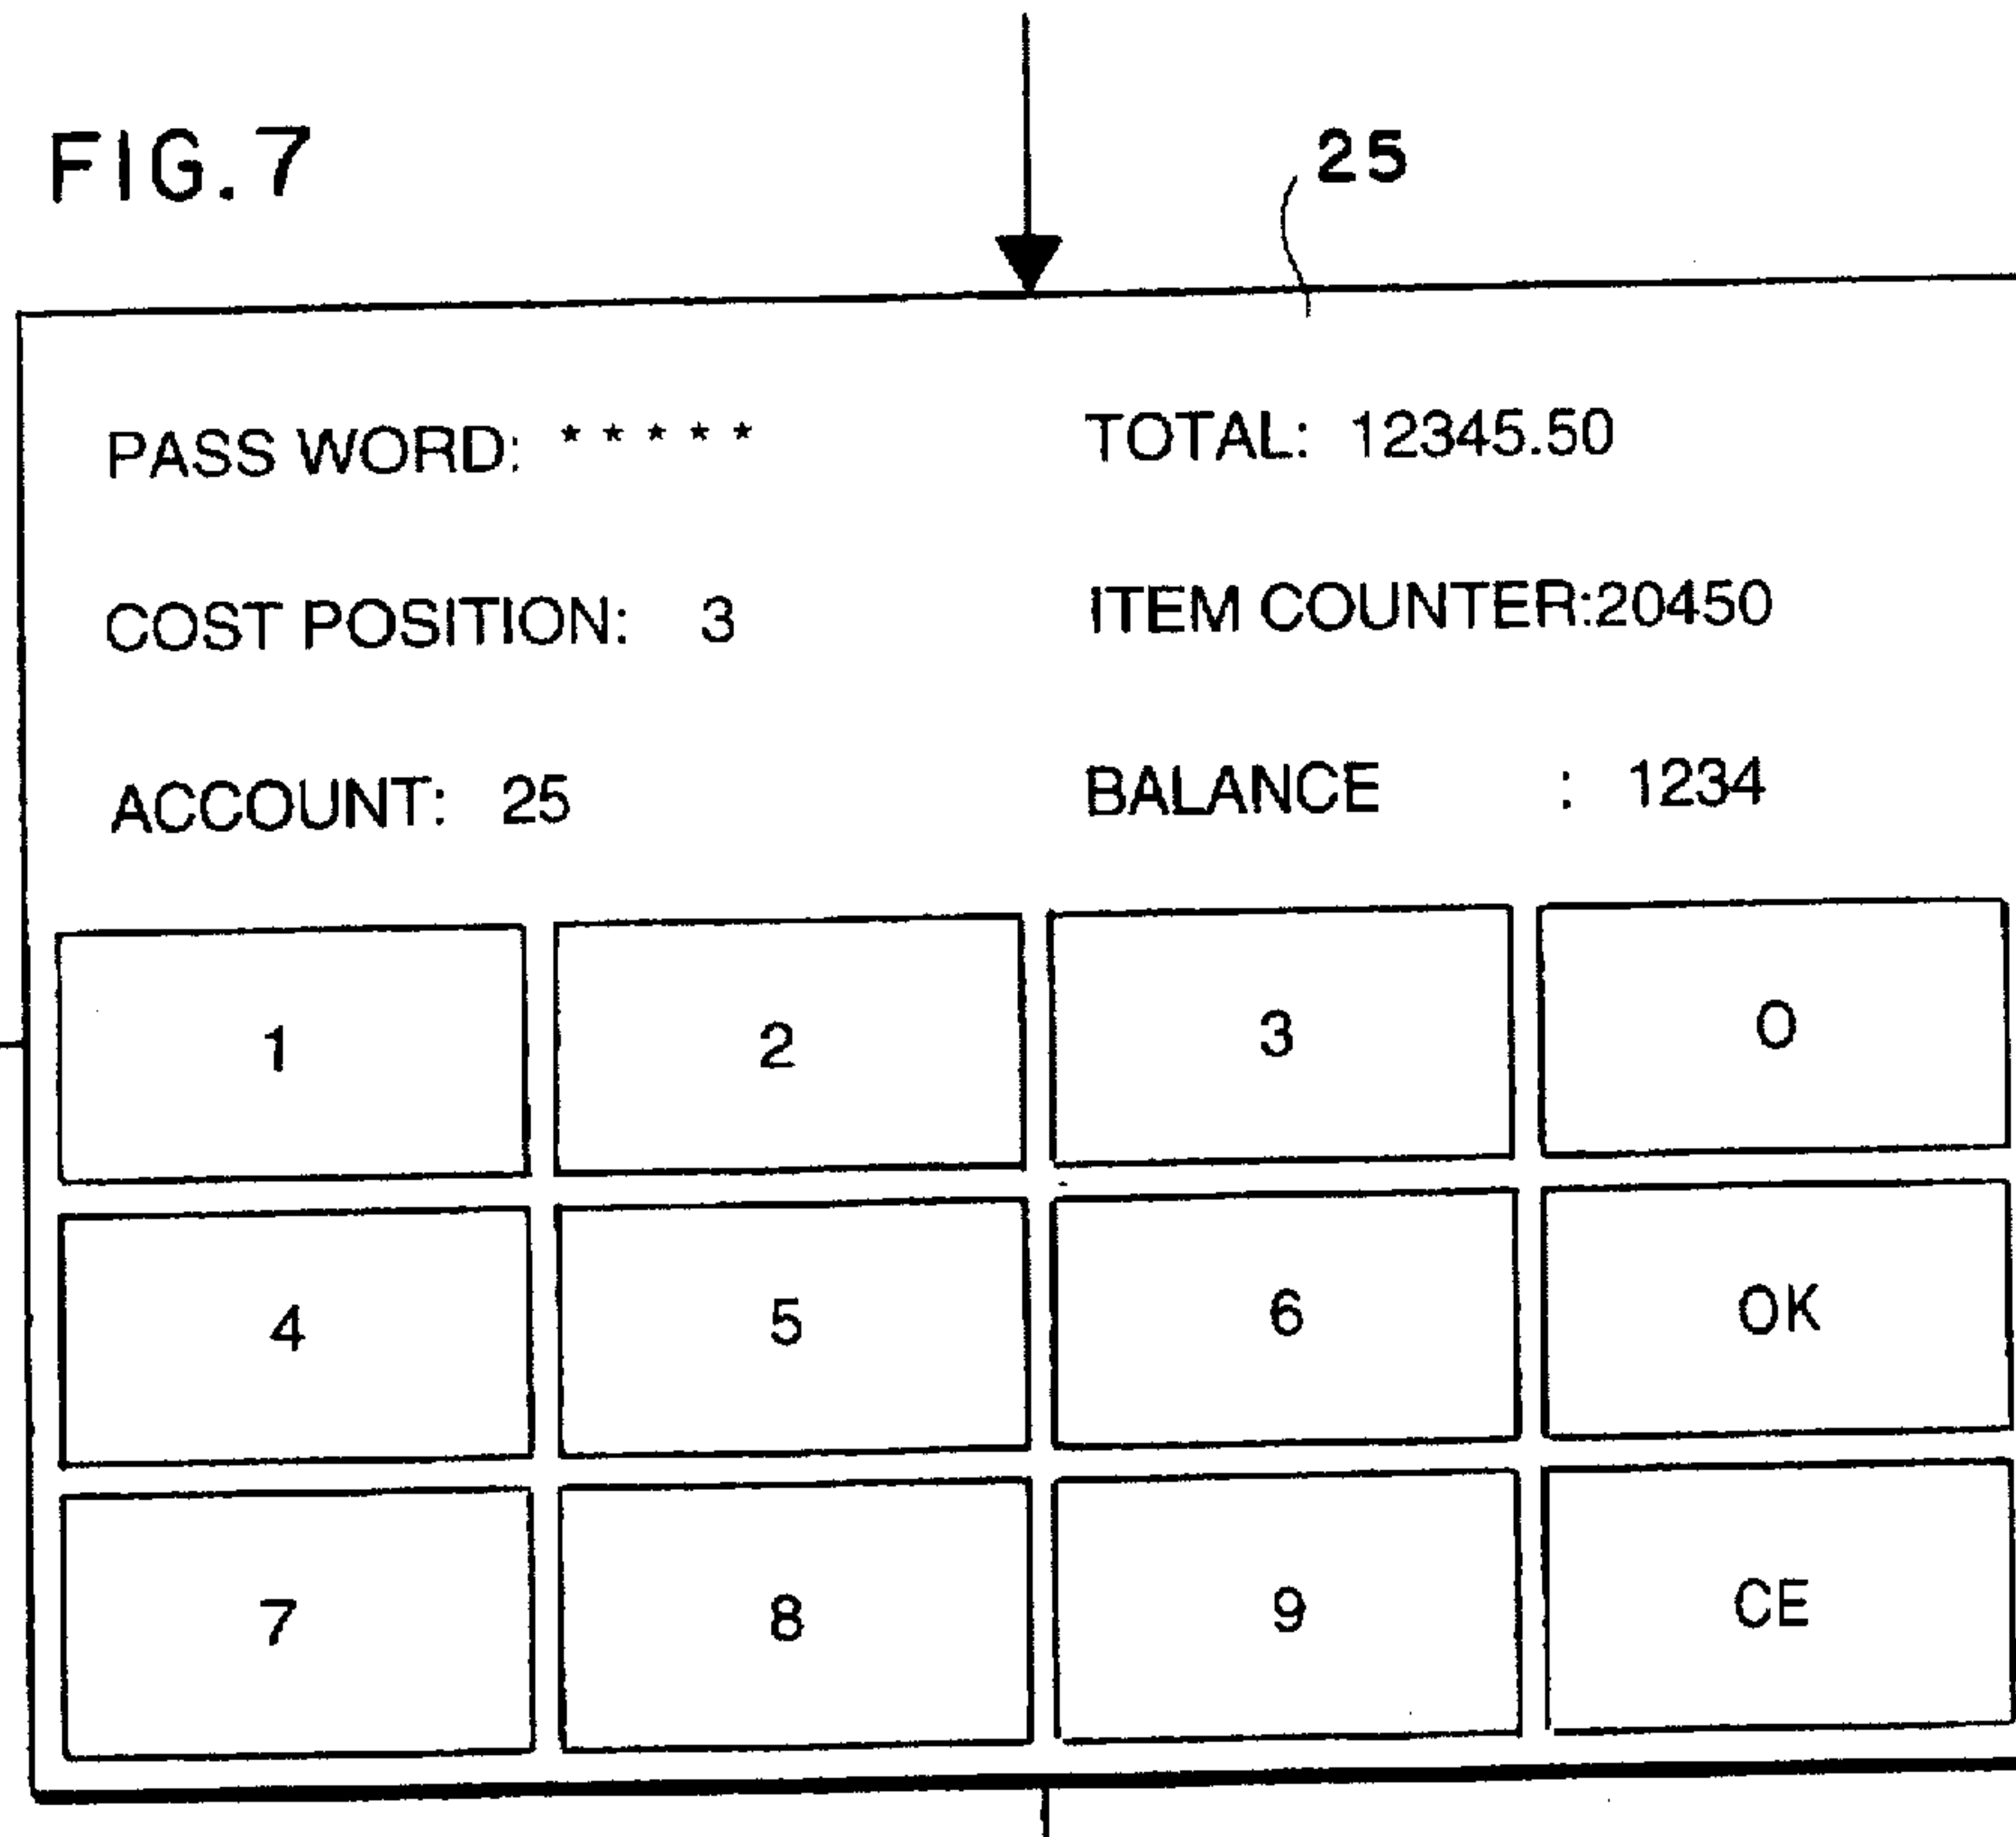 FIG. 7
25
PASS WORD: * * * * * TOTAL: 12345.50
COST POSITION: 3 ITEM COUNTER:20450
ACCOUNT: 25 BALANCE : 1234
1 2 3 0
4 5 6 OK
7 8 9 CE